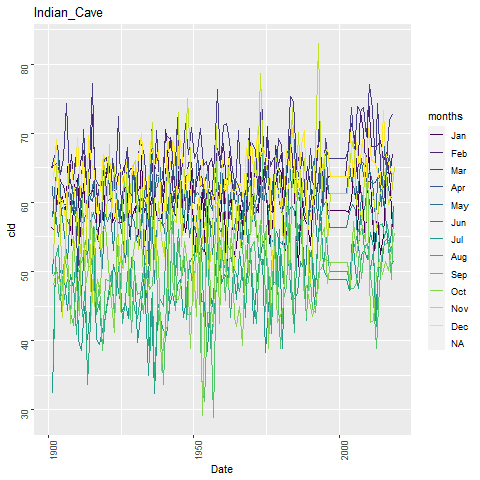 Indian_Cave
cld
80
70
60
50
40
30
1900
1950
2000
Date
months
Jan
Feb
Mar
Apr
May
Jun
Jul
Aug
Sep
Oct
Nov
Dec
NA